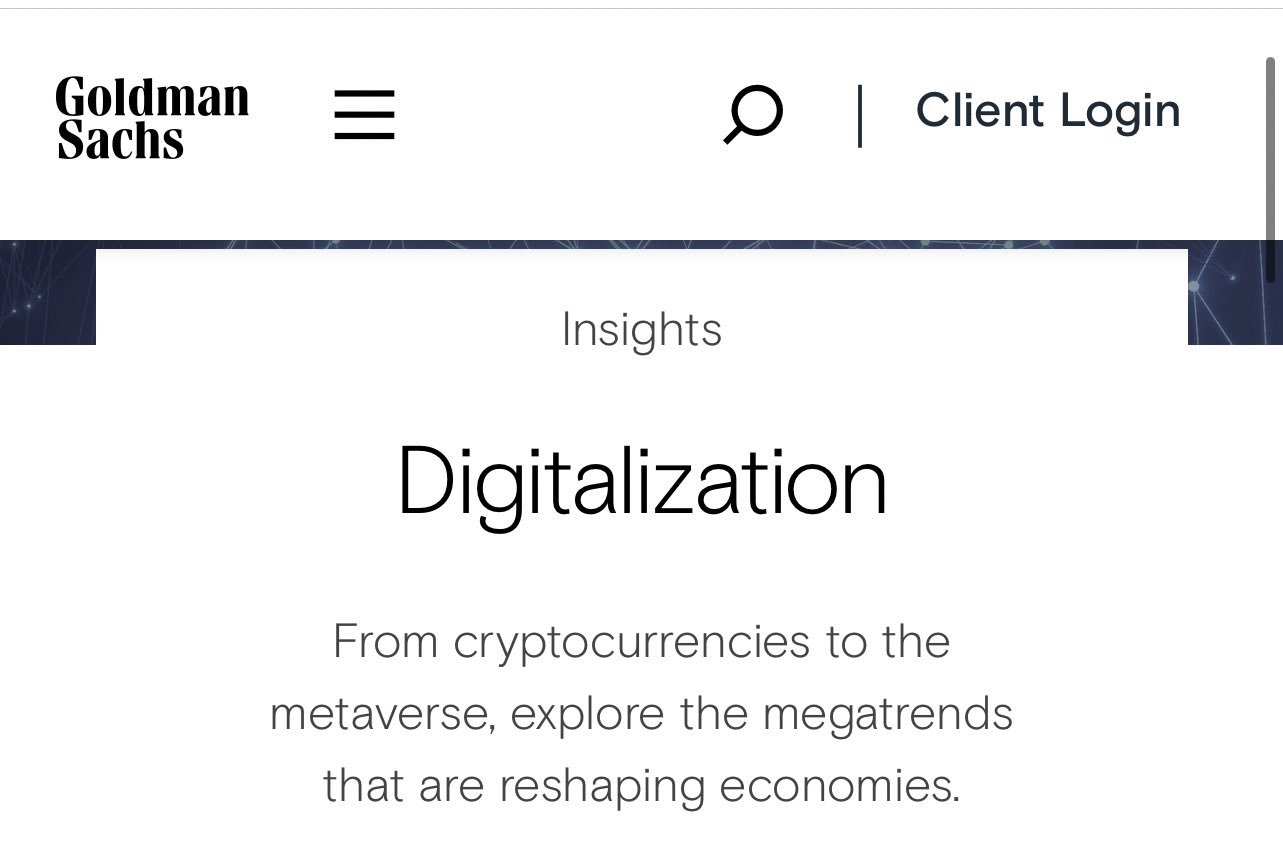 Goldman
Sachs
Client Login
Insights
Digitalization
From cryptocurrencies to the
metaverse, explore the megatrends
that are reshaping economies.